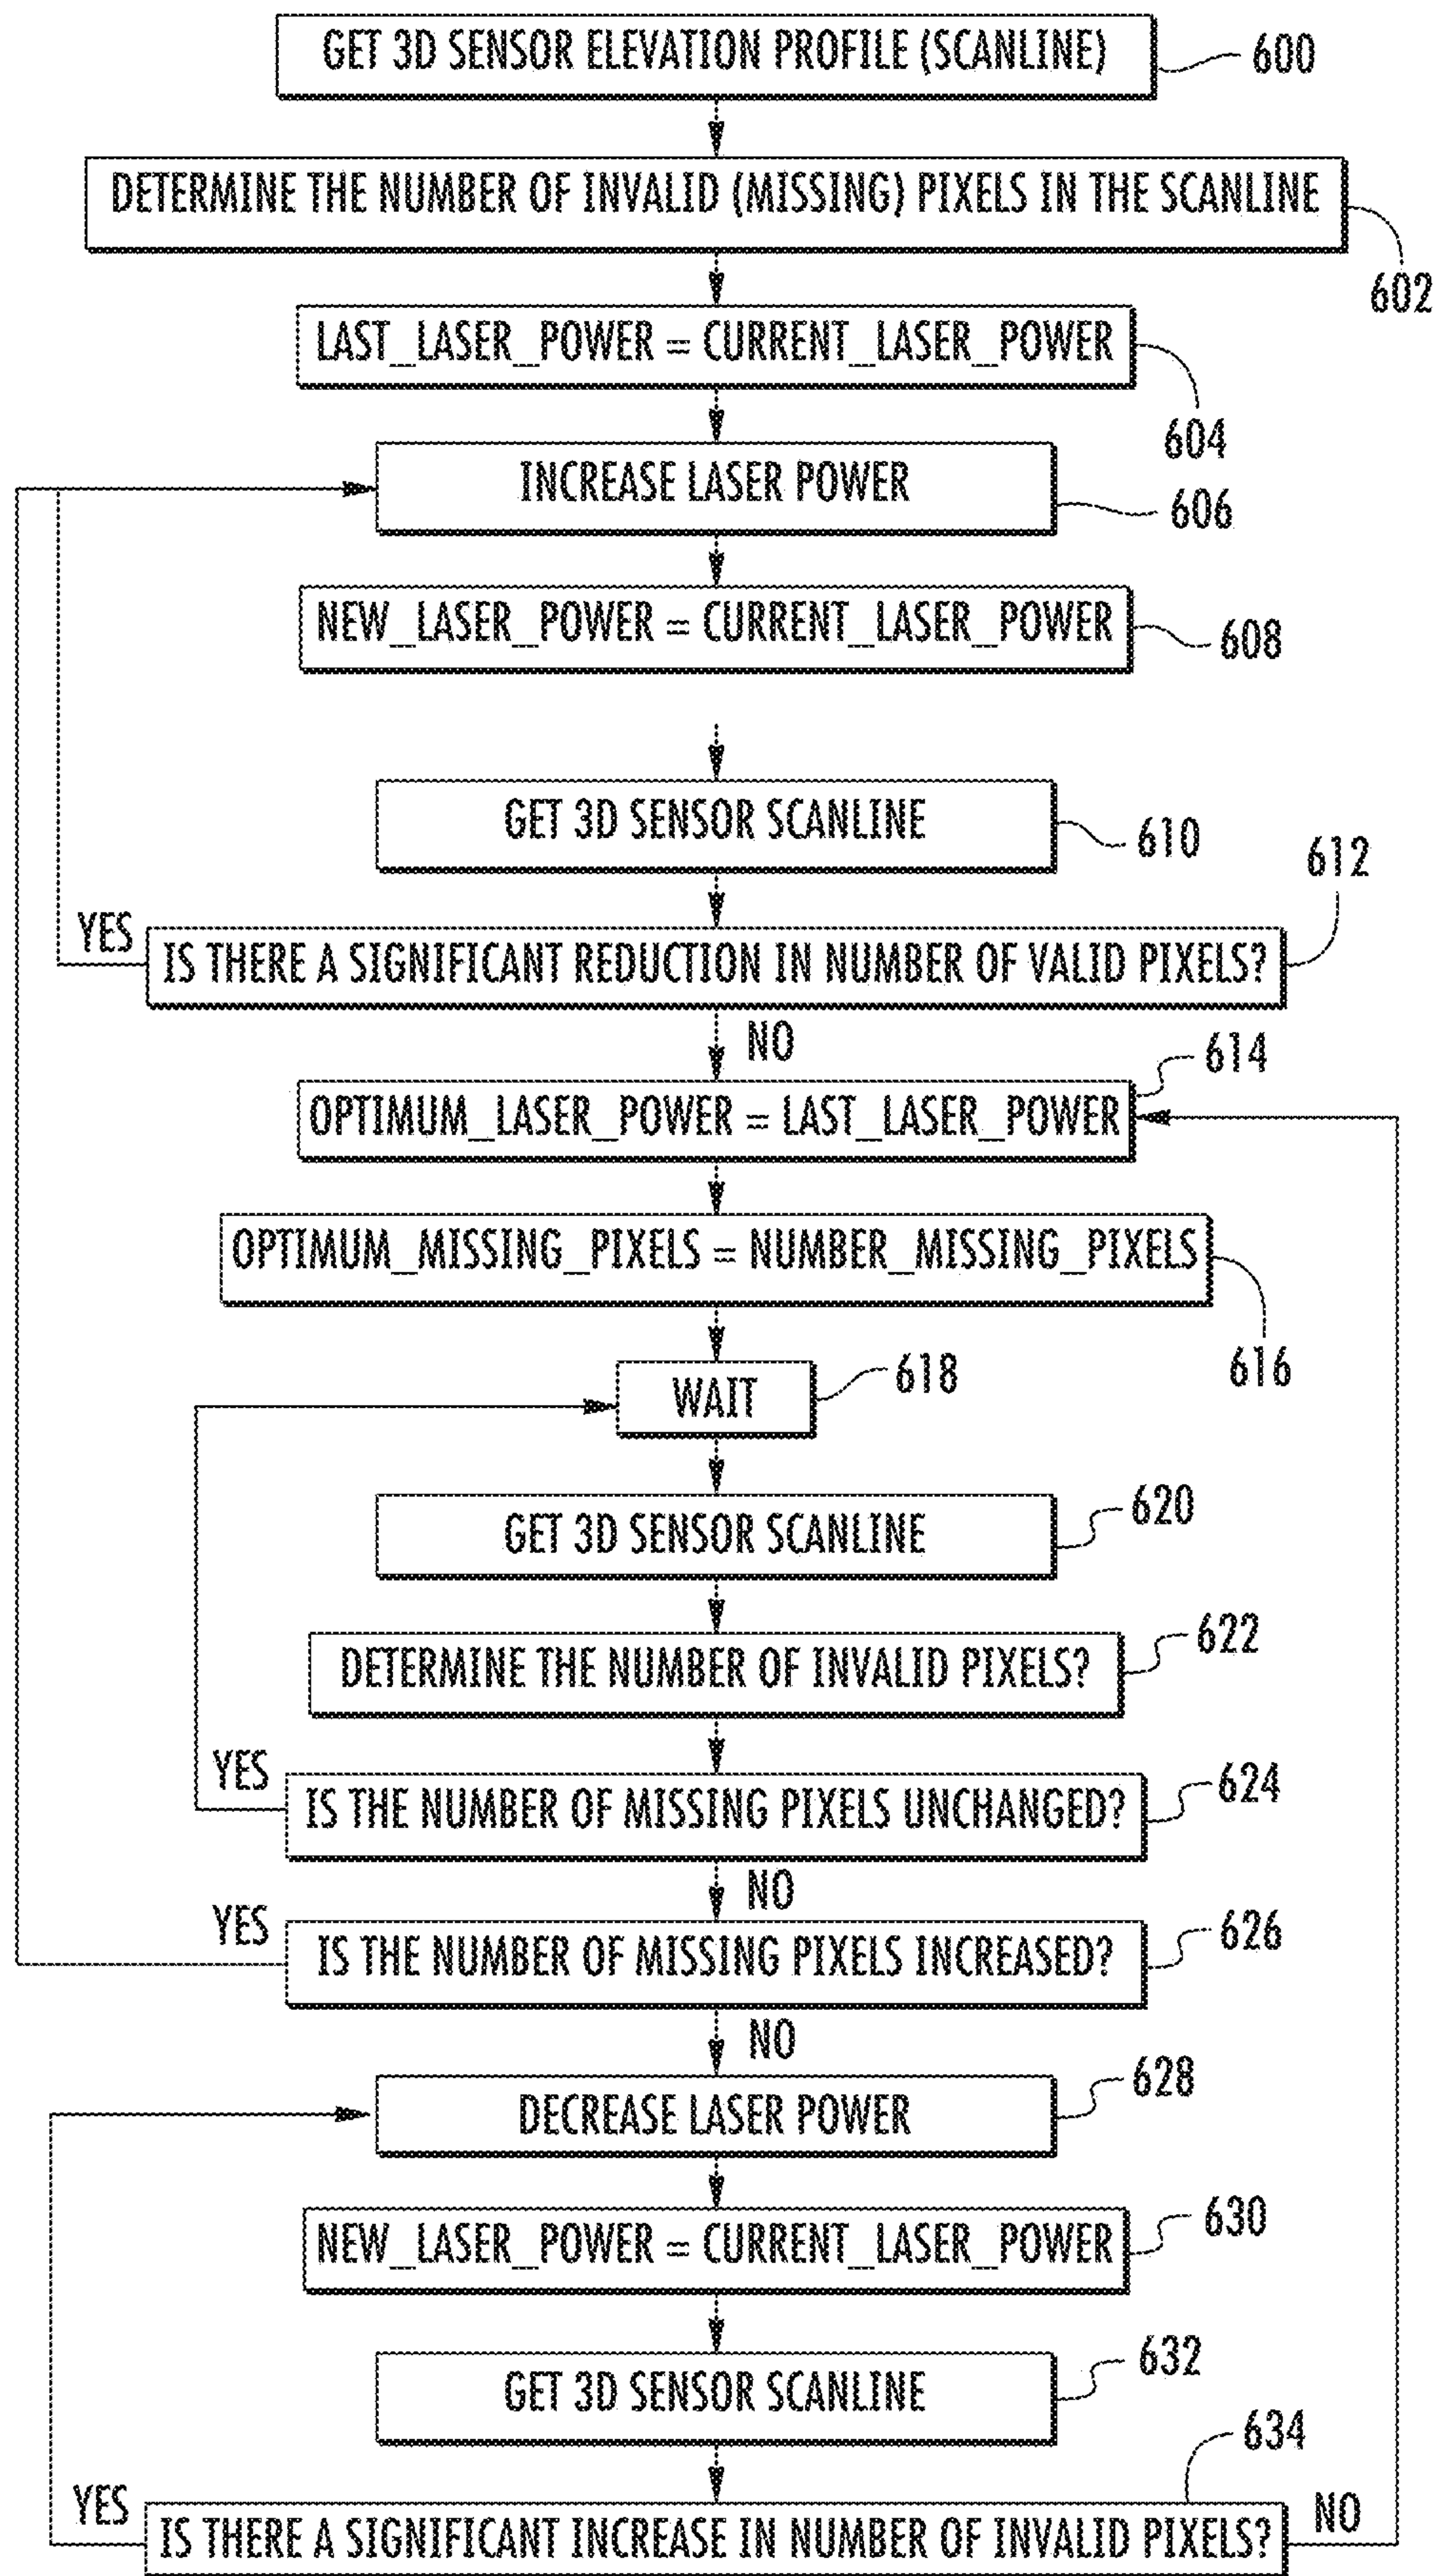 GET 3D SENSOR ELEVATION PROFILE (SCANLINE)
600
DETERMINE THE NUMBER OF INVALID (MISSING) PIXELS IN THE SCANLINE
602
LAST_LASER_POWER = CURRENT_LASER_POWER
604
INCREASE LASER POWER
606
NEW_LASER_POWER = CURRENT_LASER_POWER
608
GET 3D SENSOR SCANLINE
610
612
YES
IS THERE A SIGNIFICANT REDUCTION IN NUMBER OF VALID PIXELS?
NO
614
OPTIMUM_LASER_POWER = LAST_LASER_POWER
OPTIMUM_MISSING_PIXELS = NUMBER_MISSING_PIXELS
616
WAIT
618
GET 3D SENSOR SCANLINE
620
DETERMINE THE NUMBER OF INVALID PIXELS?
622
YES
IS THE NUMBER OF MISSING PIXELS UNCHANGED?
624
NO
YES
IS THE NUMBER OF MISSING PIXELS INCREASED?
626
NO
DECREASE LASER POWER
628
NEW_LASER_POWER = CURRENT_LASER_POWER
630
GET 3D SENSOR SCANLINE
632
634
YES
IS THERE A SIGNIFICANT INCREASE IN NUMBER OF INVALID PIXELS?
NO